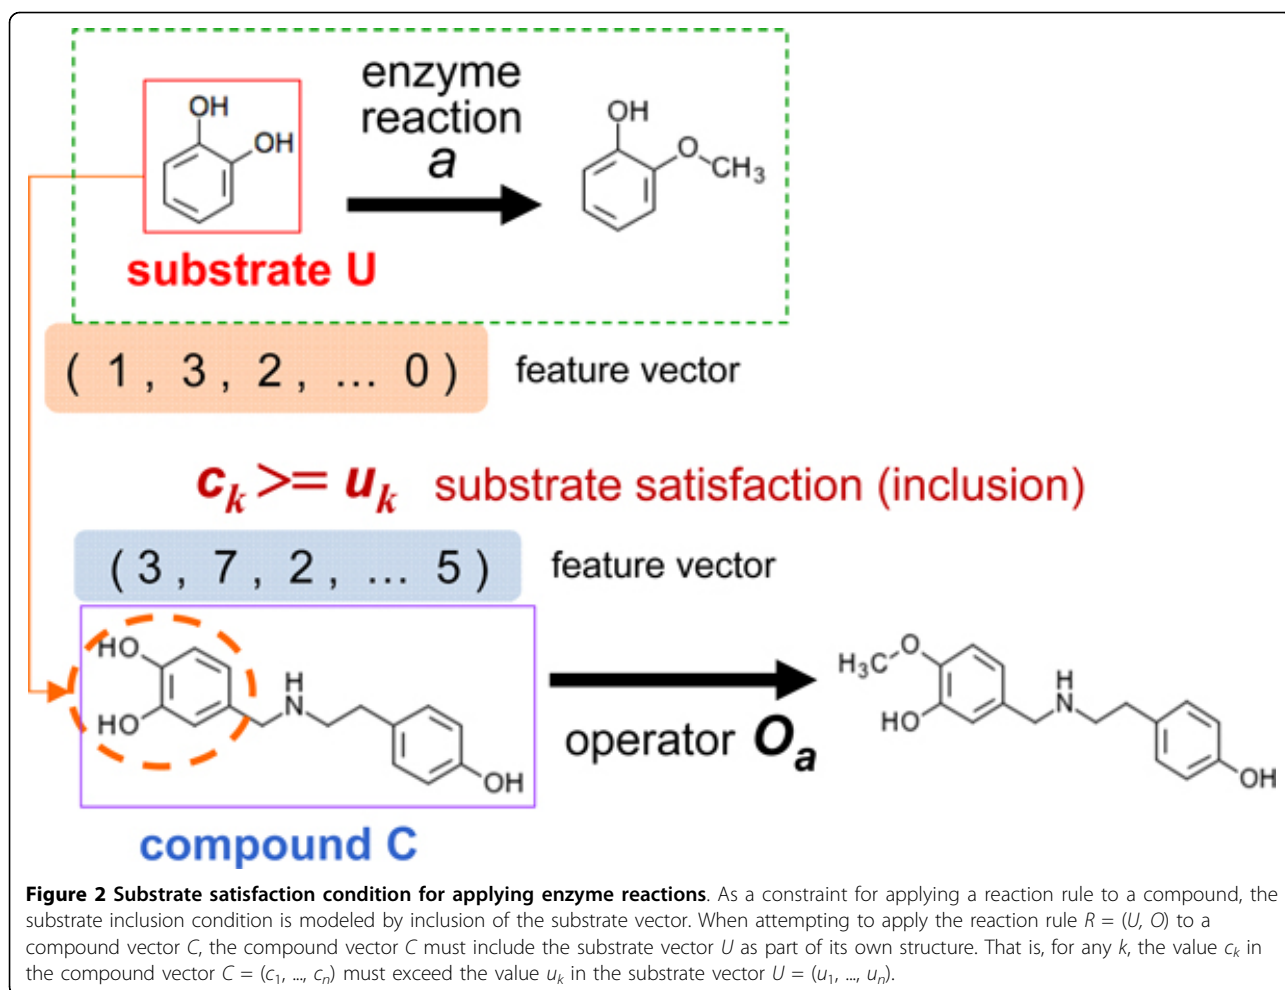 enzyme
reaction
a
OH
OH
OH
O
CH3
substrate U
( 1 , 3 , 2 , ... 0 )
feature vector
ck >= uk substrate satisfaction (inclusion)
( 3 , 7 , 2 , ... 5 )
feature vector
HO
HO
H
N
OH
operator Oa
H3C
O
HO
H
N
OH
compound C
Figure 2 Substrate satisfaction condition for applying enzyme reactions. As a constraint for applying a reaction rule to a compound, the
substrate inclusion condition is modeled by inclusion of the substrate vector. When attempting to apply the reaction rule R = (U, O) to a
compound vector C, the compound vector C must include the substrate vector U as part of its own structure. That is, for any k, the value ck in
the compound vector C = (c1, ..., cn) must exceed the value uk in the substrate vector U = (u1, ..., un).